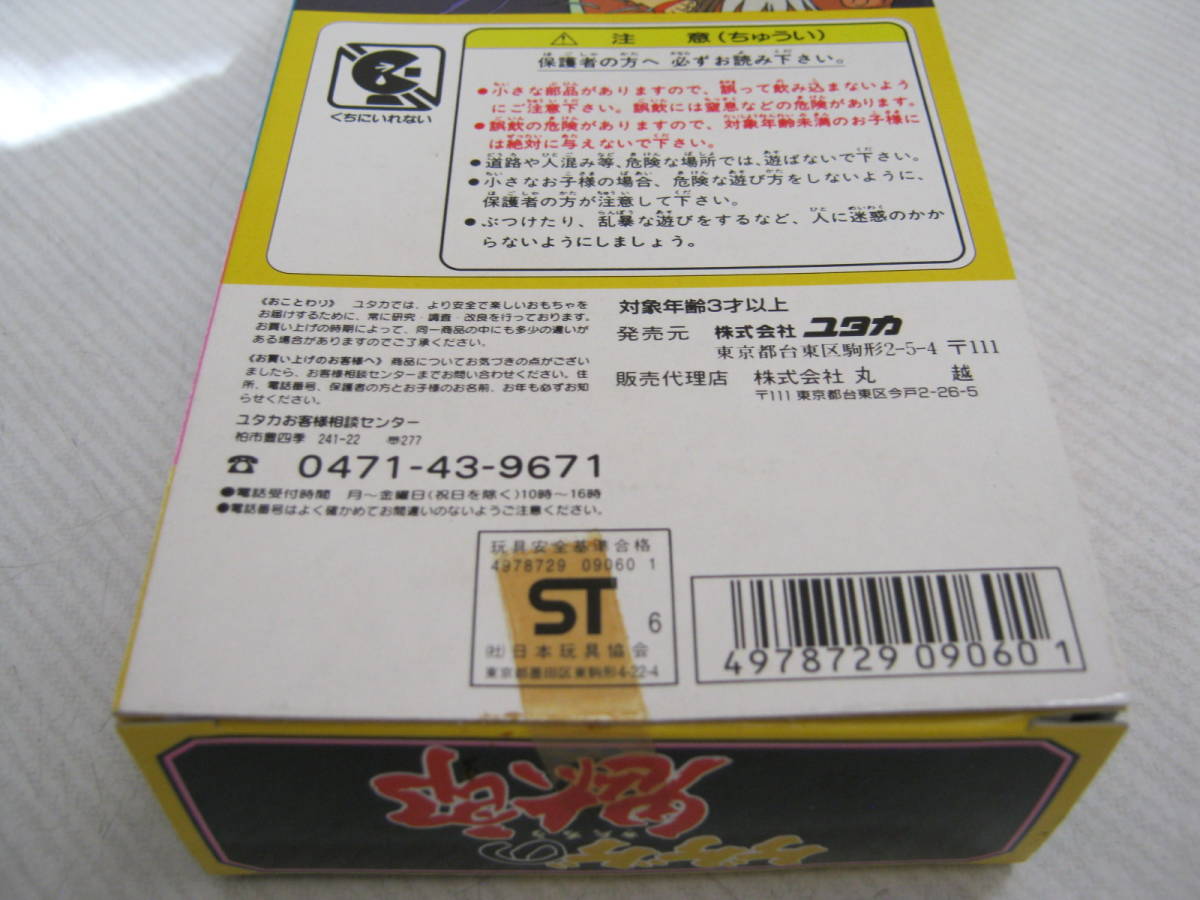 くちにいれない
⚠ 注 意(ちゅうい)
保護者の方へ 必ずお読み下さい。
●小さな部品がありますので、誤って飲み込まないよう
にご注意下さい。誤飲には窒息などの危険があります。
●誤飲の危険がありますので、対象年齢未満のお子様に
は絶対に与えないで下さい。
●道路や人混み等、危険な場所では、遊ばないで下さい。
●小さなお子様の場合、危険な遊び方をしないように、
保護者の方が注意して下さい。
●ぶつけたり、乱暴な遊びをするなど、人に迷惑のかか
らないようにしましょう。
《おことわり》 ユタカでは、より安全で楽しいおもちゃを
お届けするために、常に研究・調査・改良を行っております。
お買い上げの時期によって、同一商品の中にも多少の違いが
ある場合がありますのでご了承ください。
《お買い上げのお客様へ》 商品についてお気づきの点がござい
ましたら、お客様相談センターまでお問い合わせください。住
所、電話番号、保護者の方とお子様のお名前、お年も必ずお知
らせください。
ユタカお客様相談センター
柏市豊四季 241-22 〒277
☎ 0471-43-9671
●電話受付時間 月〜金曜日(祝日を除く)10時〜16時
●電話番号はよく確かめてお間違いのないようご注意ください。
対象年齢3才以上
発売元 株式会社 ユタカ
東京都台東区駒形2-5-4 〒111
販売代理店 株式会社 丸 越
〒111 東京都台東区今戸2-26-5
玩具安全基準合格
4978729 09060 1
ST 6
(社)日本玩具協会
東京都墨田区東駒形4-22-4
4978729 090601
ゲゲゲの
鬼太郎
きたろう